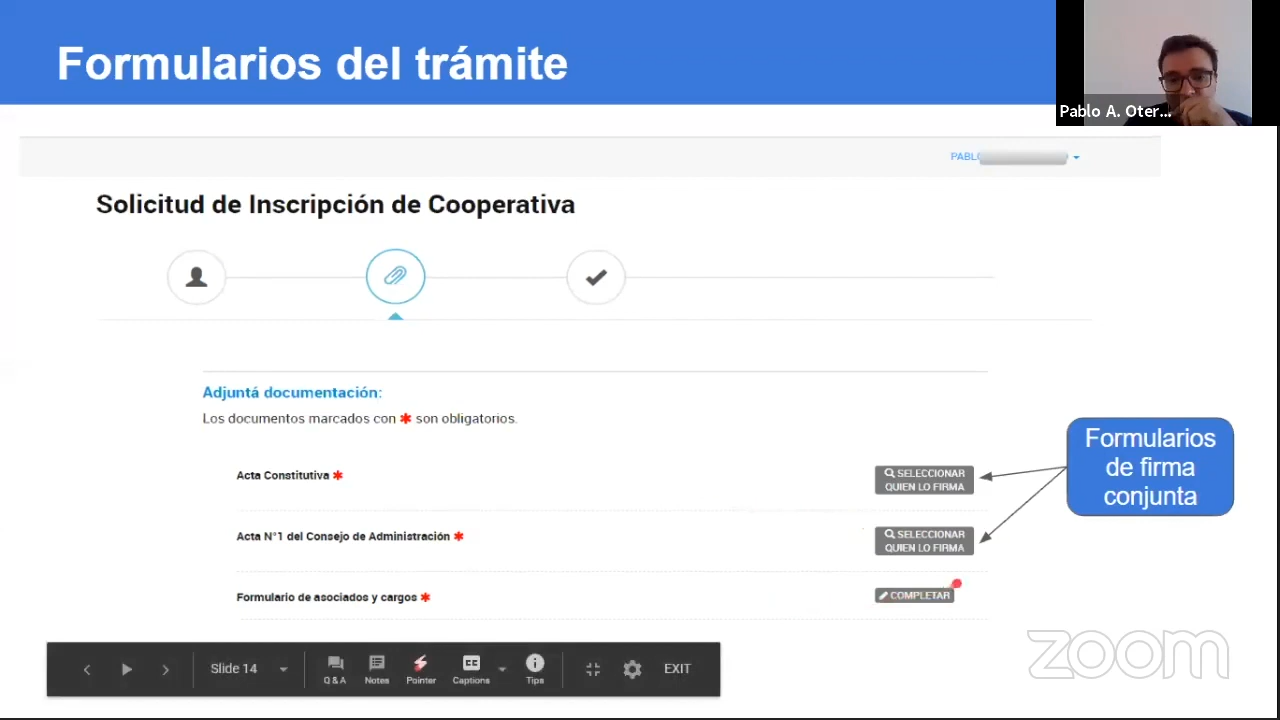 Formularios del trámite
Pablo A. Oter...
PABLO
Solicitud de Inscripción de Cooperativa
Adjuntá documentación:
Los documentos marcados con * son obligatorios.
Acta Constitutiva *
SELECCIONAR
QUIEN LO FIRMA
Acta N°1 del Consejo de Administración *
SELECCIONAR
QUIEN LO FIRMA
Formulario de asociados y cargos *
COMPLETAR
Formularios
de firma
conjunta
Slide 14
Q & A
Notes
Pointer
CC
Captions
Tips
EXIT
zoom